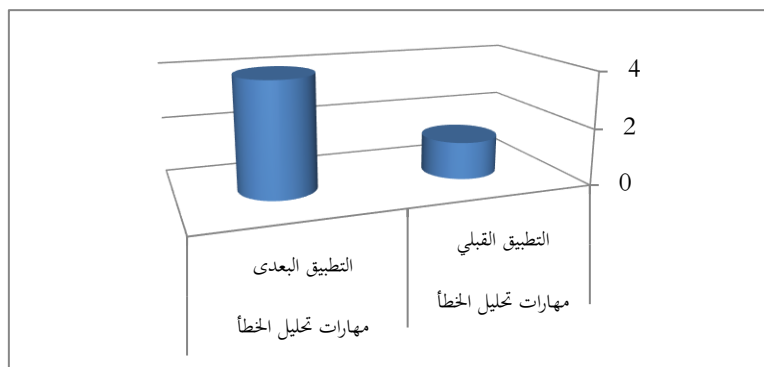 4
2
0
التطبيق القبلي
التطبيق البعدى
مهارات تحليل الخطأ
مهارات تحليل الخطأ